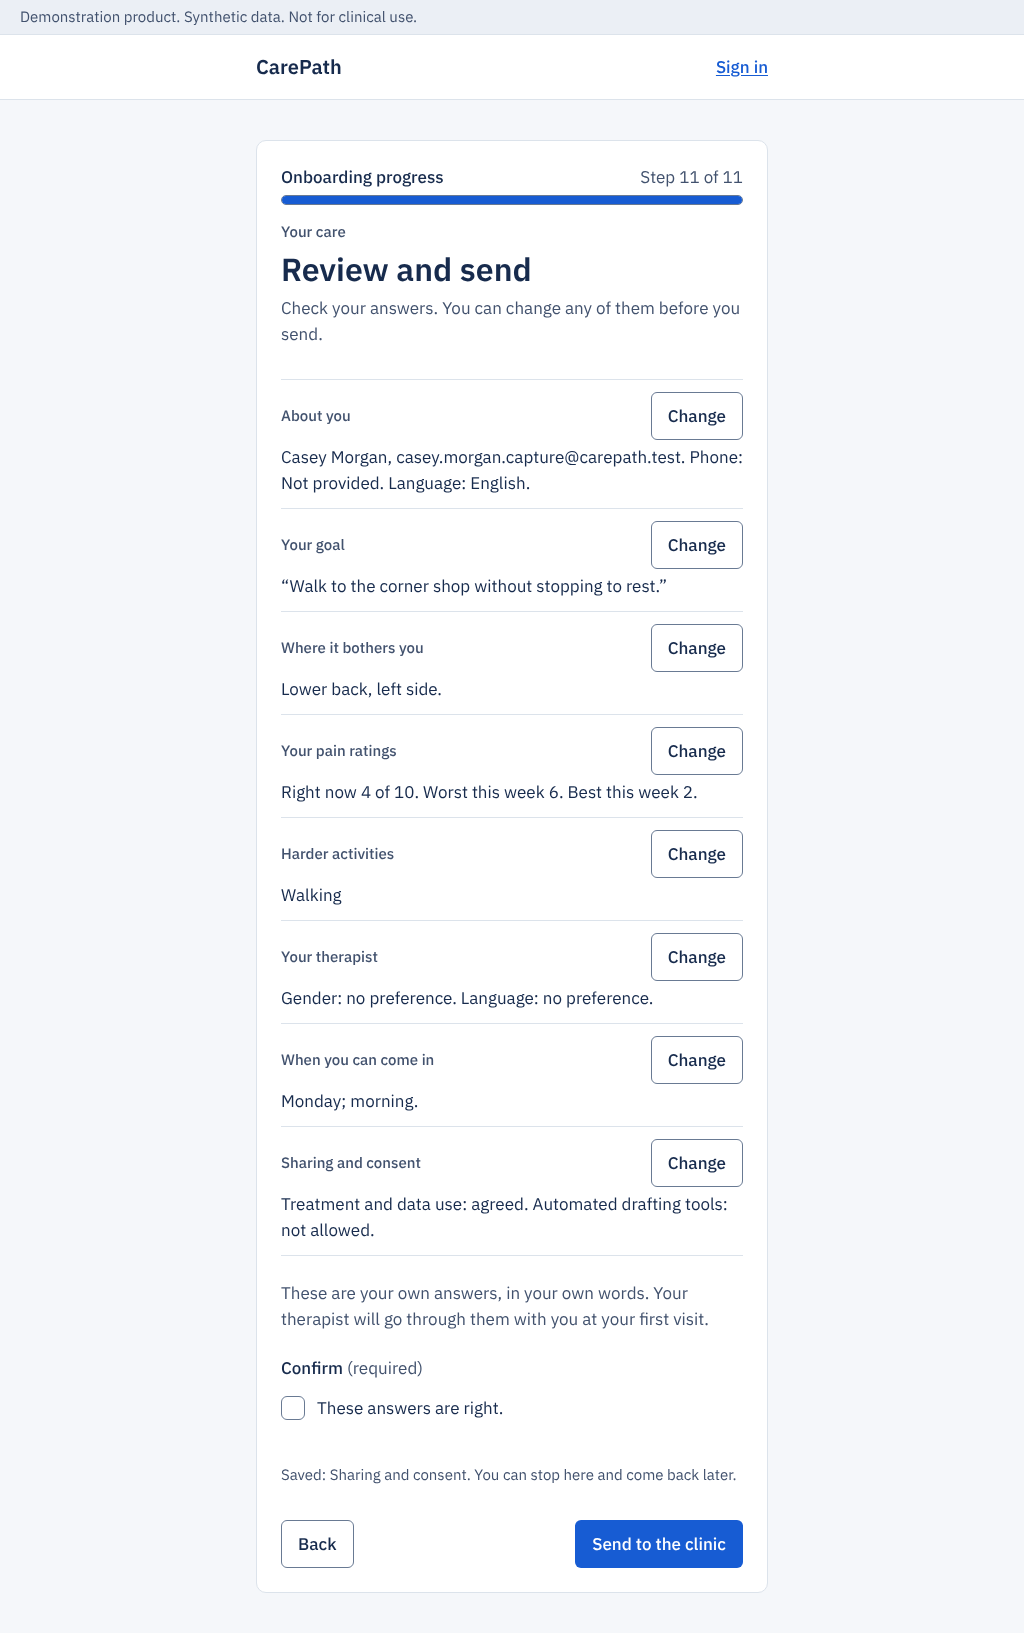 Demonstration product. Synthetic data. Not for clinical use.
CarePath
Sign in
Onboarding progress
Step 11 of 11
Your care
Review and send
Check your answers. You can change any of them before you
send.
About you
Change
Casey Morgan, casey.morgan.capture@carepath.test. Phone:
Not provided. Language: English.
Your goal
Change
“Walk to the corner shop without stopping to rest.”
Where it bothers you
Change
Lower back, left side.
Your pain ratings
Change
Right now 4 of 10. Worst this week 6. Best this week 2.
Harder activities
Change
Walking
Your therapist
Change
Gender: no preference. Language: no preference.
When you can come in
Change
Monday; morning.
Sharing and consent
Change
Treatment and data use: agreed. Automated drafting tools:
not allowed.
These are your own answers, in your own words. Your
therapist will go through them with you at your first visit.
Confirm (required)
These answers are right.
Saved: Sharing and consent. You can stop here and come back later.
Back
Send to the clinic